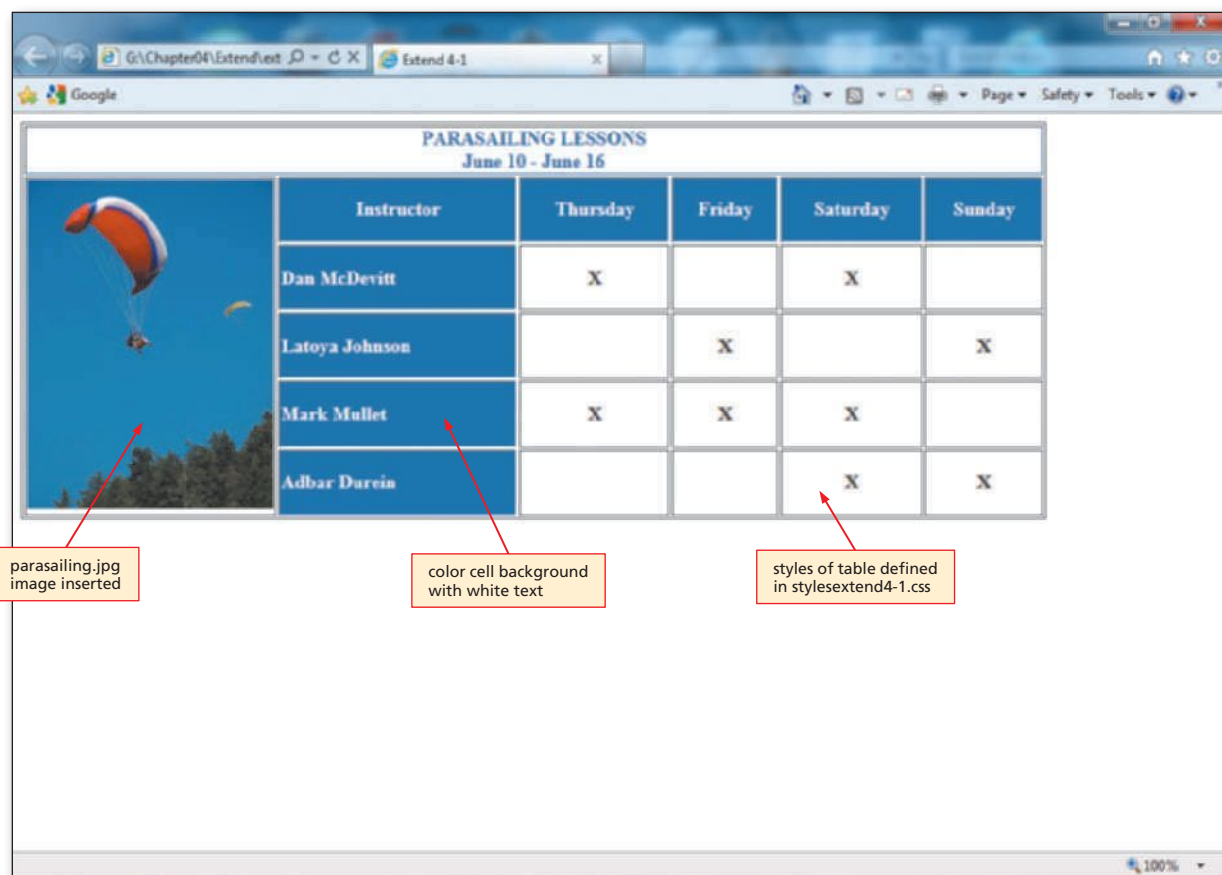 G:\Chapter04\Extend\ext
Extend 4-1
Google
Page
Safety
Tools
PARASAILING LESSONS
June 10 - June 16
Instructor Thursday Friday Saturday Sunday
Dan McDevitt X X
Latoya Johnson X X
Mark Mullet X X X
Adbar Durein X X
parasailing.jpg
image inserted
color cell background
with white text
styles of table defined
in stylesextend4-1.css
100%